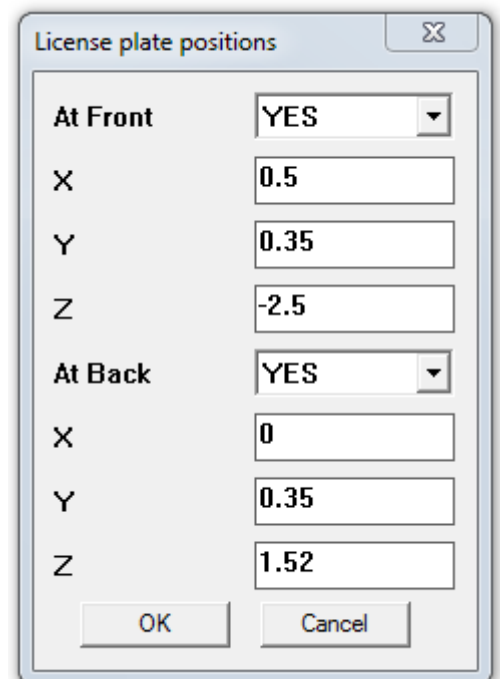 License plate positions
At Front YES
X 0.5
Y 0.35
Z -2.5
At Back YES
X 0
Y 0.35
Z 1.52
OK Cancel